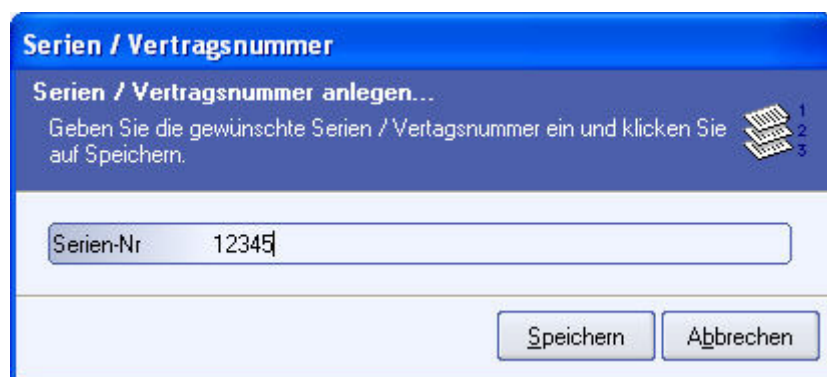 Serien / Vertragsnummer
Serien / Vertragsnummer anlegen...
Geben Sie die gewünschte Serien / Vertagsnummer ein und klicken Sie
auf Speichern.
1
2
3
Serien-Nr 12345
Speichern Abbrechen